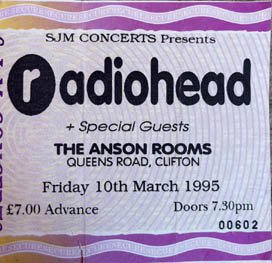 SJM CONCERTS Presents
radiohead
+ Special Guests
THE ANSON ROOMS
QUEENS ROAD, CLIFTON
Friday 10th March 1995
£7.00 Advance Doors 7.30pm
00602